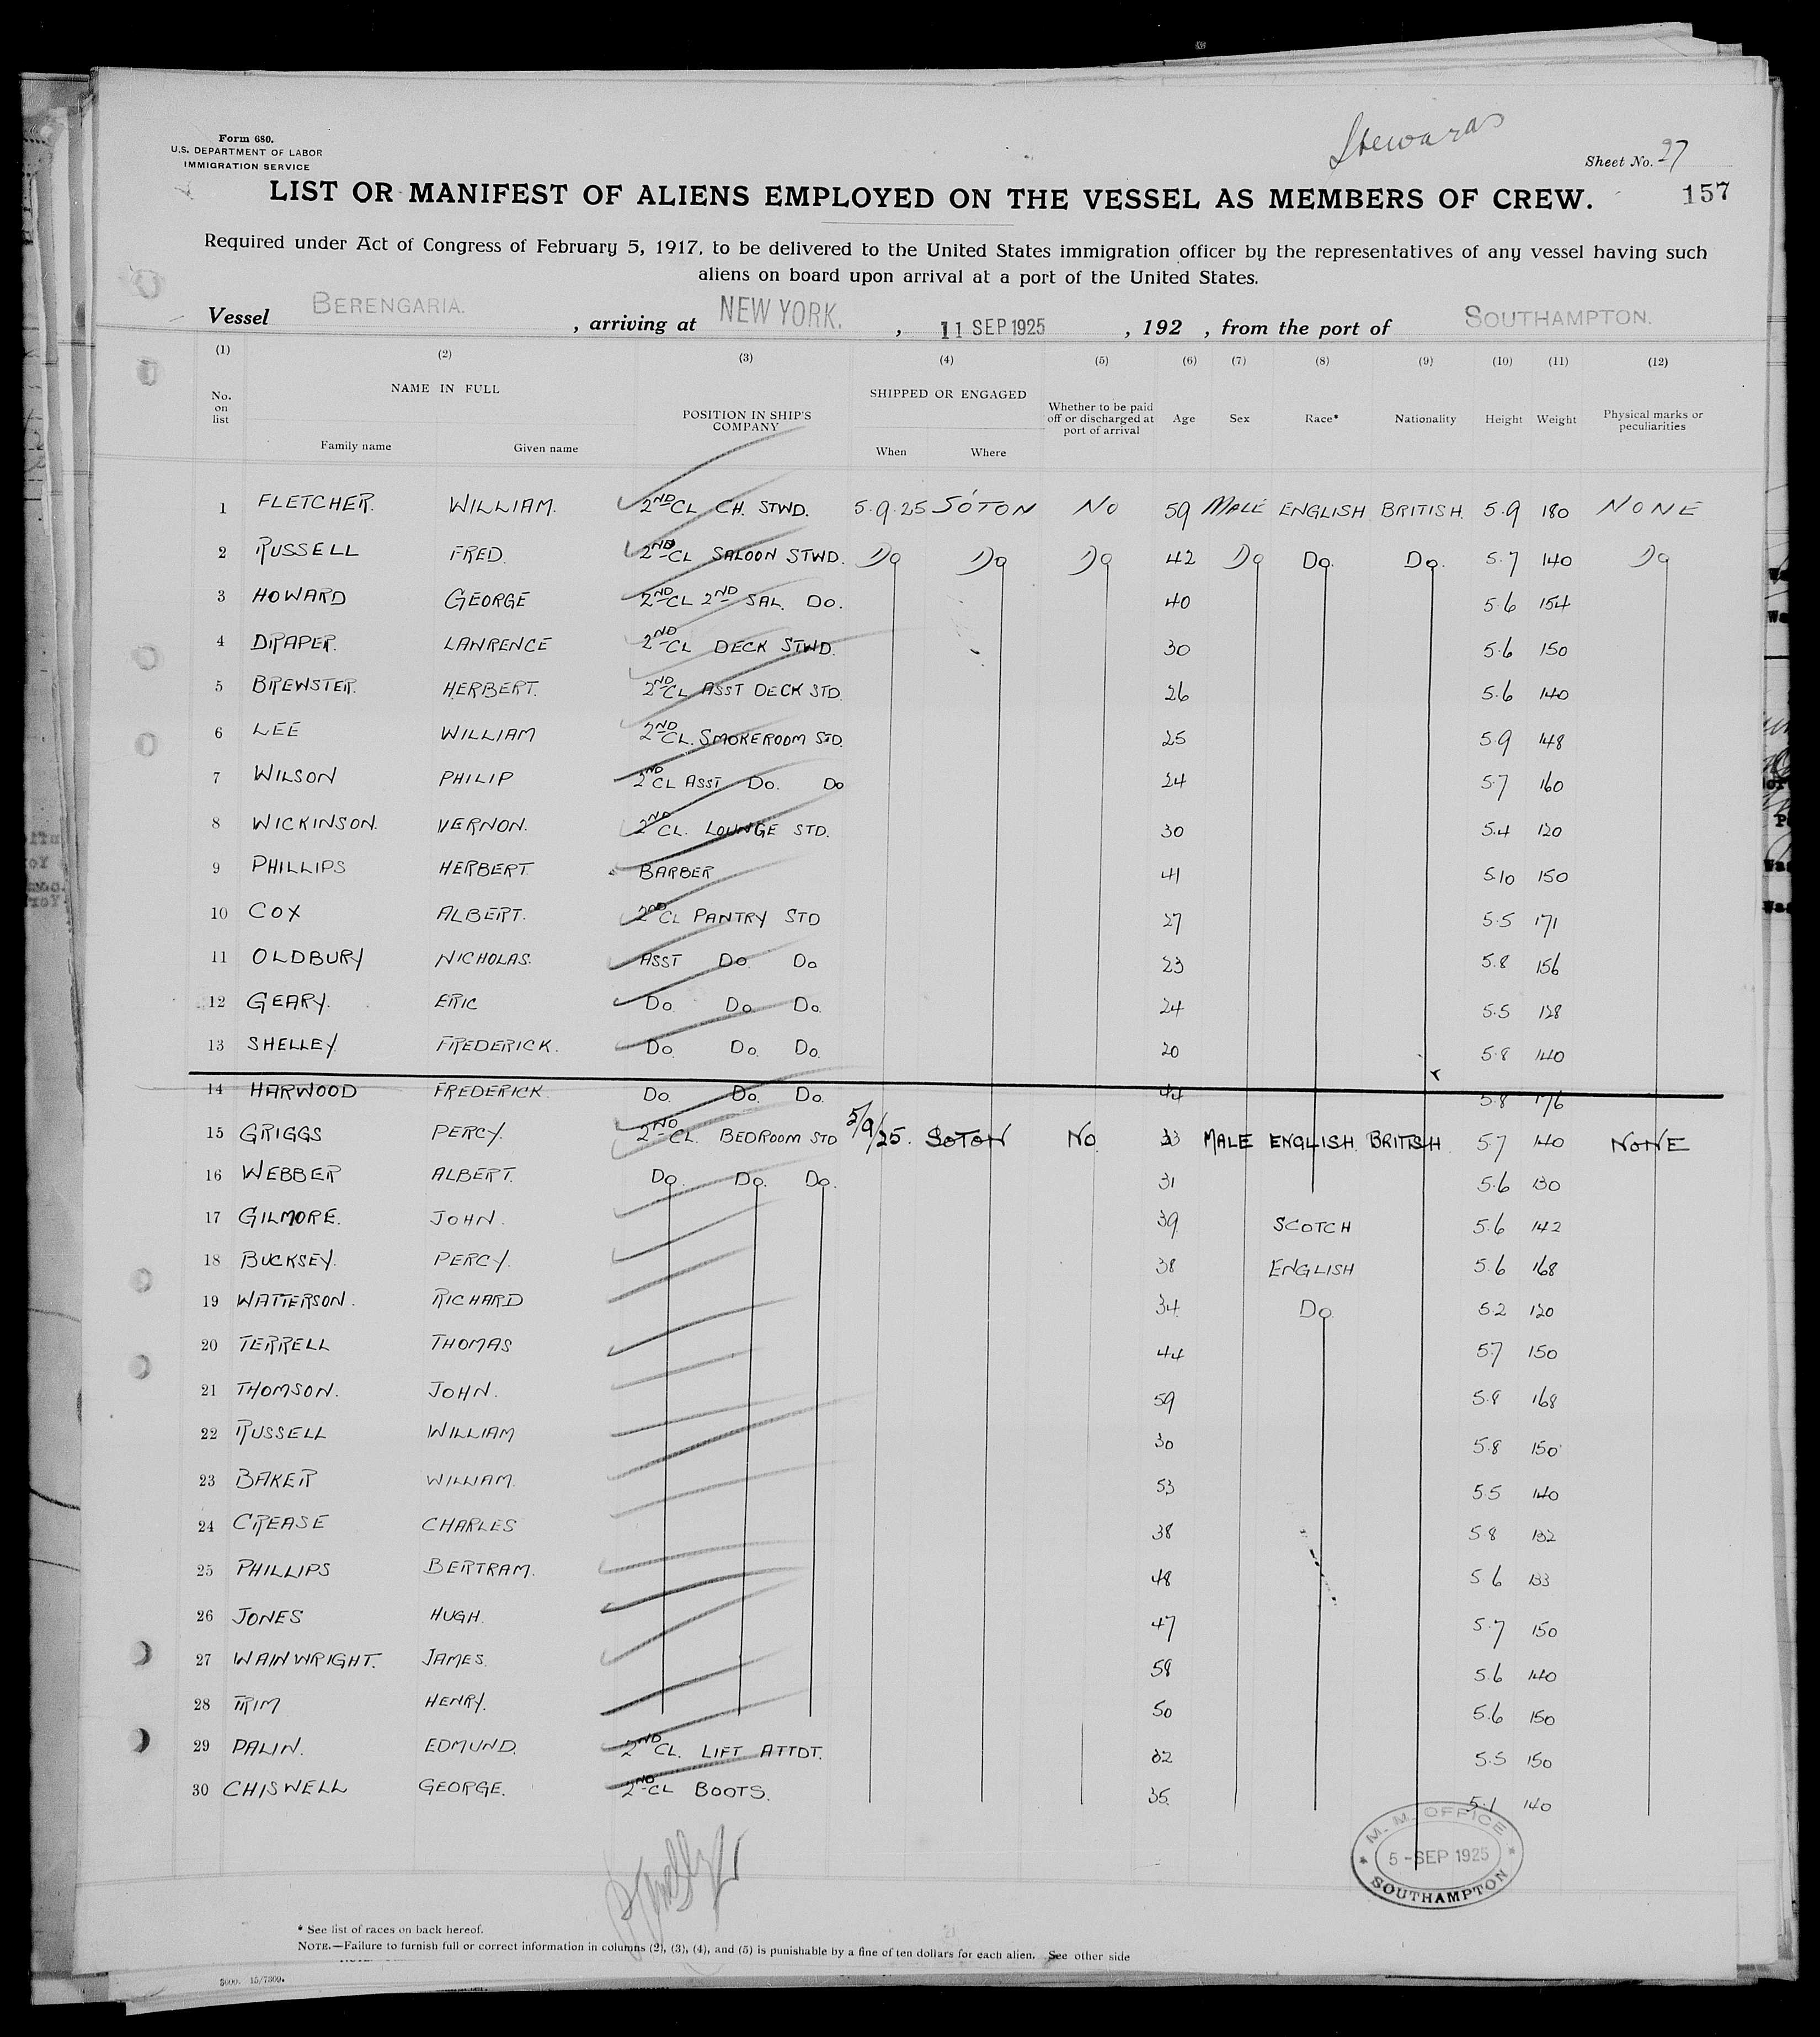 Form 680.
U.S. DEPARTMENT OF LABOR
IMMIGRATION SERVICE
Stewards
Sheet No. 27
157
LIST OR MANIFEST OF ALIENS EMPLOYED ON THE VESSEL AS MEMBERS OF CREW.
Required under Act of Congress of February 5, 1917, to be delivered to the United States immigration officer by the representatives of any vessel having such
aliens on board upon arrival at a port of the United States.
Vessel BERENGARIA. , arriving at NEW YORK. , 11 SEP 1925 , 192 , from the port of SOUTHAMPTON.
(1) (2) (3) (4) (5) (6) (7) (8) (9) (10) (11) (12)
No. on list NAME IN FULL Family name Given name POSITION IN SHIP'S COMPANY SHIPPED OR ENGAGED When Where Whether to be paid off or discharged at port of arrival Age Sex Race* Nationality Height Weight Physical marks or peculiarities
1 FLETCHER. WILLIAM. 2ND CL CH. STWD. 5.9.25 S'OTON No 59 MALE ENGLISH BRITISH. 5.9 180 NONE
2 RUSSELL FRED. 2ND CL SALOON STWD. Do Do Do 42 Do Do. Do. 5.7 140 Do
3 HOWARD GEORGE 2ND CL 2ND SAL. Do. 40 5.6 154
4 DRAPER. LAWRENCE 2ND CL DECK STWD. 30 5.6 150
5 BREWSTER. HERBERT. 2ND CL ASST DECK STD. 26 5.6 140
6 LEE WILLIAM 2ND CL. SMOKEROOM STD. 25 5.9 148
7 WILSON PHILIP 2ND CL ASST Do. Do 24 5.7 160
8 WICKINSON. VERNON. 2ND CL. LOUNGE STD. 30 5.4 120
9 PHILLIPS HERBERT. BARBER 41 5.10 150
10 COX ALBERT. 2ND CL PANTRY STD 27 5.5 171
11 OLDBURY NICHOLAS. ASST Do. Do 23 5.8 156
12 GEARY. ERIC Do. Do. Do. 24 5.5 128
13 SHELLEY. FREDERICK. Do. Do. Do. 20 5.8 140
14 HARWOOD FREDERICK. Do. Do. Do. 44 5.8 176
15 GRIGGS PERCY. 2ND CL. BEDROOM STD 5/9/25. SOTON No. 33 MALE ENGLISH. BRITISH. 5.7 140 NONE
16 WEBBER ALBERT. Do. Do. Do. 31 5.6 130
17 GILMORE. JOHN. 39 SCOTCH 5.6 142
18 BUCKSEY. PERCY. 38 ENGLISH 5.6 168
19 WATTERSON. RICHARD 34 Do. 5.2 120
20 TERRELL THOMAS 44 5.7 150
21 THOMSON. JOHN. 59 5.8 168
22 RUSSELL WILLIAM 30 5.8 150
23 BAKER WILLIAM. 53 5.5 140
24 CREASE CHARLES 38 5.8 132
25 PHILLIPS BERTRAM. 48 5.6 133
26 JONES HUGH. 47 5.7 150
27 WAINWRIGHT. JAMES. 58 5.6 140
28 TRIM HENRY. 50 5.6 150
29 PALIN. EDMUND. 2ND CL. LIFT ATTDT. 32 5.5 150
30 CHISWELL GEORGE. 2ND CL BOOTS. 35. 5.1 140
M. M. OFFICE
5 - SEP 1925
SOUTHAMPTON
* See list of races on back hereof.
NOTE.—Failure to furnish full or correct information in columns (2), (3), (4), and (5) is punishable by a fine of ten dollars for each alien. See other side
3000. 15/7309.